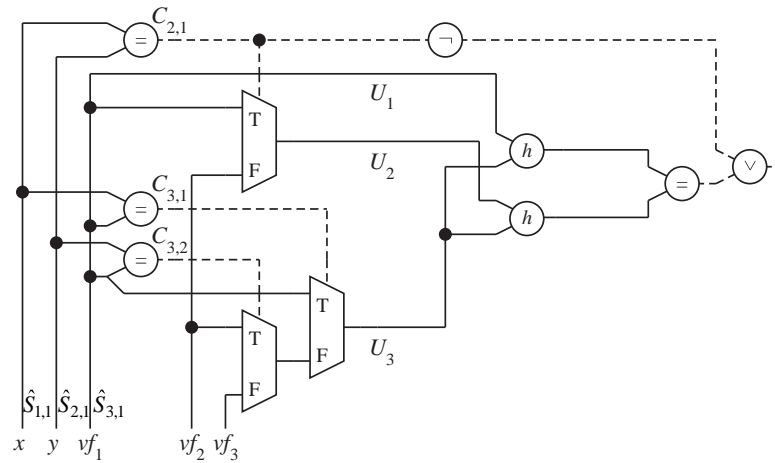 C2,1
= ¬
U1
T
h
U2
F
C3,1
=
= ∨
h
C3,2
=
T
T
U3
F
F
Ŝ1,1 Ŝ2,1 Ŝ3,1
x y vf1 vf2 vf3